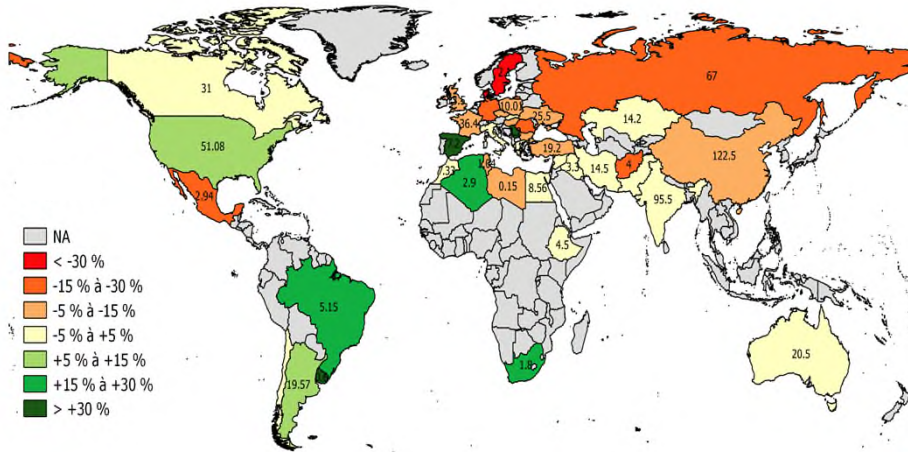 67
31
10.01
36.4
25.5
14.2
51.08
19.2
122.5
2.94
2.9
0.15
8.56
14.5
4
95.5
4.5
5.15
1.8
20.5
19.57
NA
< -30 %
-15 % à -30 %
-5 % à -15 %
-5 % à +5 %
+5 % à +15 %
+15 % à +30 %
> +30 %